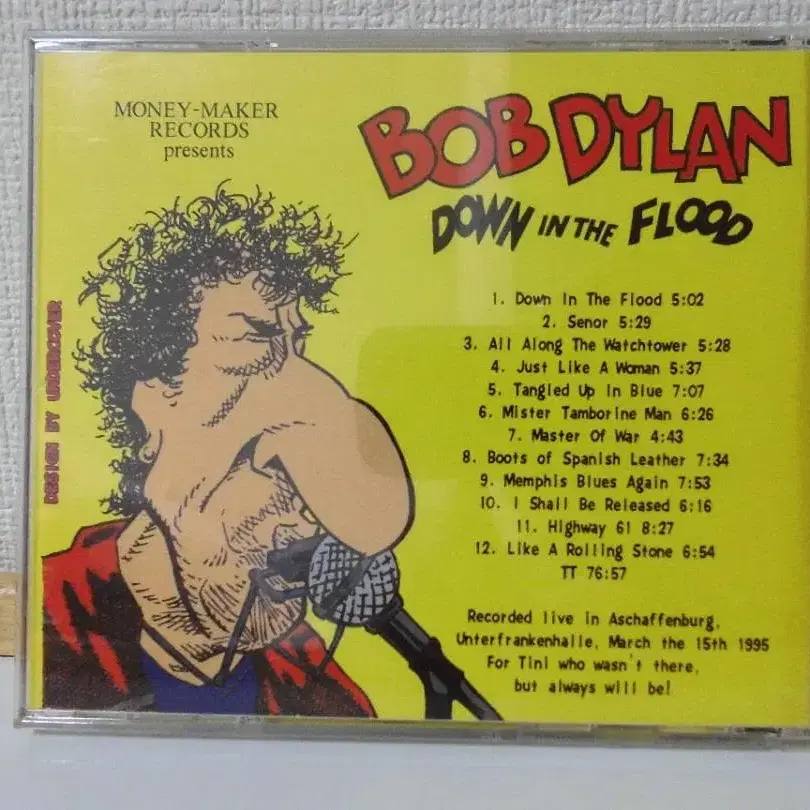 MONEY-MAKER
RECORDS
presents
BOB DYLAN
DOWN IN THE FLOOD
1. Down In The Flood 5:02
2. Senor 5:29
3. All Along The Watchtower 5:28
4. Just Like A Woman 5:37
5. Tangled Up In Blue 7:07
6. Mister Tamborine Man 6:26
7. Master Of War 4:43
8. Boots of Spanish Leather 7:34
9. Memphis Blues Again 7:53
10. I Shall Be Released 6:16
11. Highway 61 8:27
12. Like A Rolling Stone 6:54
TT 76:57
Recorded live in Aschaffenburg,
Unterfrankenhalle, March the 15th 1995
For Tini who wasn't there,
but always will be!
DESIGN BY UNDERCOVER